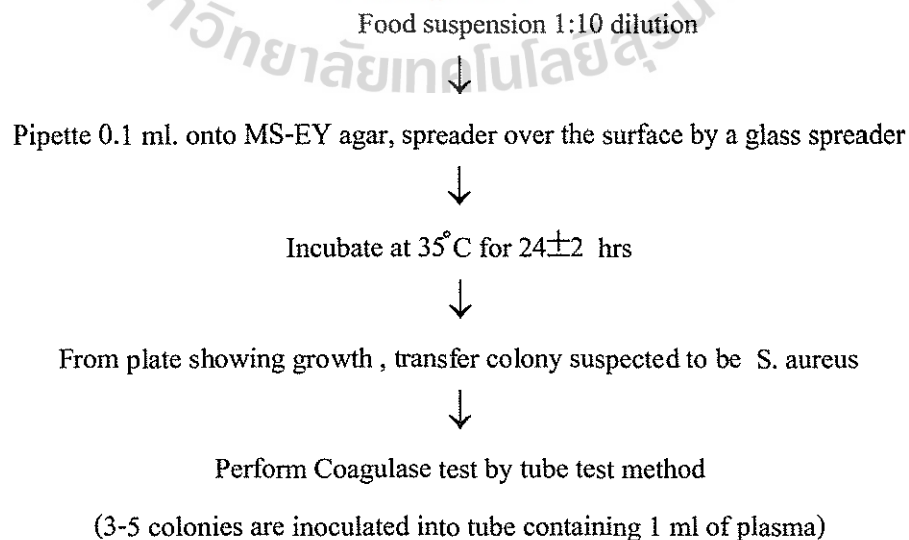 Food suspension 1:10 dilution
↓
Pipette 0.1 ml. onto MS-EY agar, spreader over the surface by a glass spreader
↓
Incubate at 35°C for 24±2 hrs
↓
From plate showing growth , transfer colony suspected to be S. aureus
↓
Perform Coagulase test by tube test method
(3-5 colonies are inoculated into tube containing 1 ml of plasma)